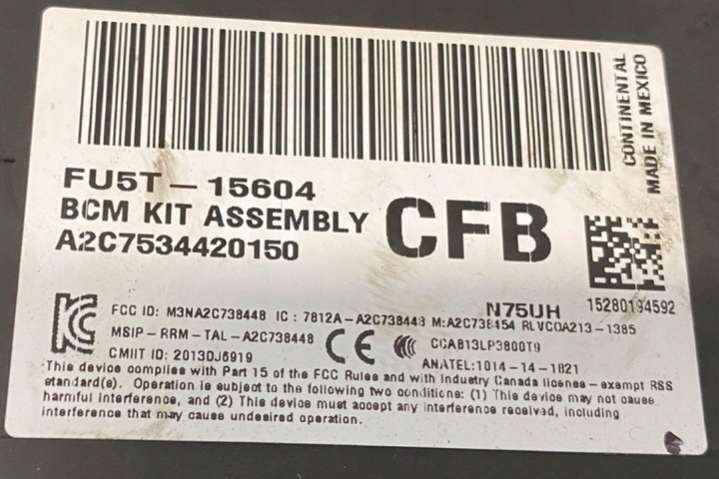 CONTINENTAL
MADE IN MEXICO
FU5T-15604
BCM KIT ASSEMBLY
CFB
A2C7534420150
N75UH
15280194592
FCC ID: M3NA2C738448 IC : 7812A-A2C738448 M:A2C738454 RLVCOA213-1385
MSIP-RRM-TAL-A2C738448
CE
CCAB13LP3800T9
CMIIT ID: 2013DJ6919
ANATEL:1014-14-1821
This device complies with Part 15 of the FCC Rules and with Industry Canada license-exempt RSS
standard(s). Operation is subject to the following two conditions: (1) This device may not cause
harmful interference, and (2) This device must accept any interference received, including
interference that may cause undesired operation.